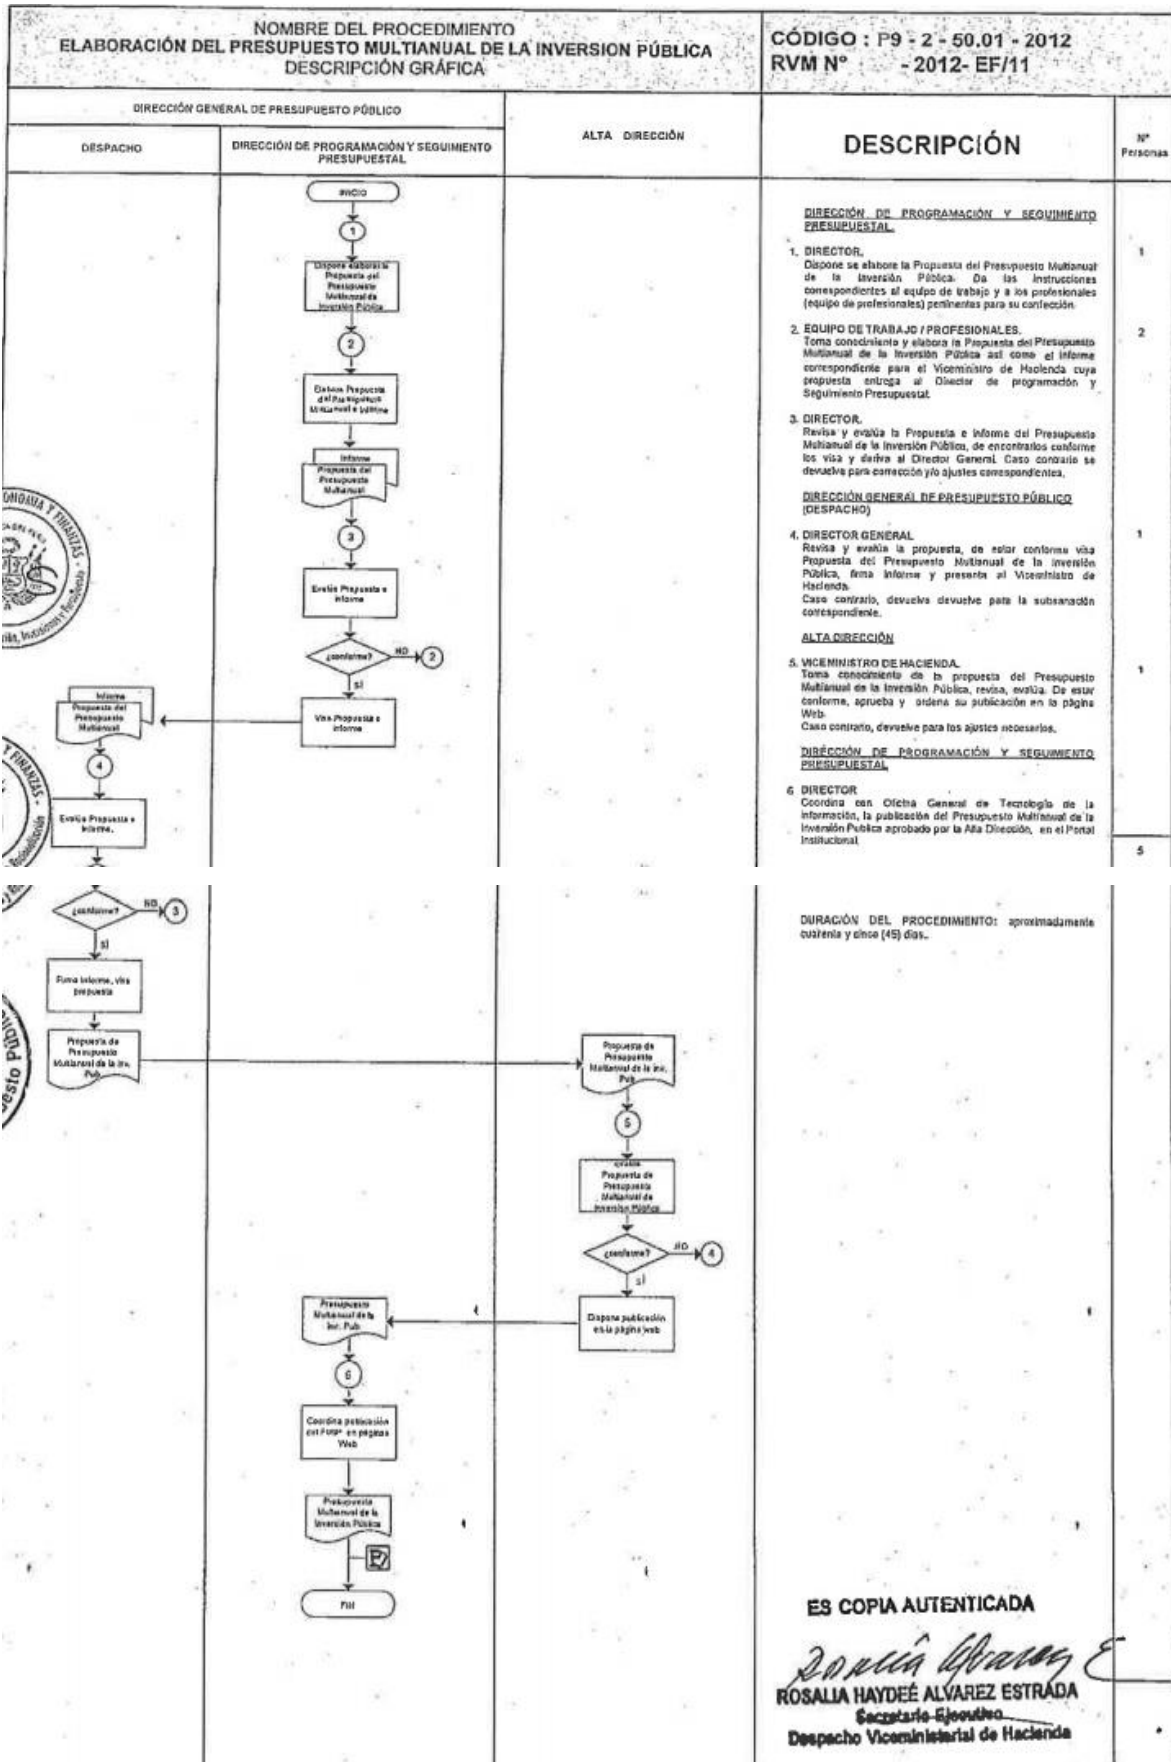 NOMBRE DEL PROCEDIMIENTO
ELABORACIÓN DEL PRESUPUESTO MULTIANUAL DE LA INVERSION PÚBLICA
DESCRIPCIÓN GRÁFICA
CÓDIGO : P9 - 2 - 50.01 - 2012
RVM N° - 2012- EF/11
DIRECCIÓN GENERAL DE PRESUPUESTO PÚBLICO
DESPACHO
DIRECCIÓN DE PROGRAMACIÓN Y SEGUIMIENTO
PRESUPUESTAL
ALTA DIRECCIÓN
DESCRIPCIÓN
N°
Personas
INICIO
1
Dispone elaborar la
Propuesta del
Presupuesto
Multianual de
Inversión Pública
2
Elabora Propuesta
del Presupuesto
Multianual e Informe
Informe
Propuesta del
Presupuesto
Multianual
3
Evalúa Propuesta e
informe
¿conforme?
NO
2
sí
Visa Propuesta e
informe
Informe
Propuesta del
Presupuesto
Multianual
4
Evalúa Propuesta e
Informe.
¿conforme?
NO
3
sí
Firma Informe, visa
propuesta
Propuesta de
Presupuesto
Multianual de la Inv.
Pub.
Propuesta de
Presupuesto
Multianual de la Inv.
Pub
5
Propuesta de
Presupuesto
Multianual de
Inversión Pública
¿conforme?
NO
4
sí
Dispone publicación
en la página web
Presupuesto
Multianual de la
Inv. Pub
6
Coordina publicación
en páginas
Web
Presupuesto
Multianual de la
Inversión Pública
FIN
DIRECCIÓN DE PROGRAMACIÓN Y SEGUIMIENTO
PRESUPUESTAL.
1. DIRECTOR.
Dispone se elabore la Propuesta del Presupuesto Multianual
de la Inversión Pública. Da las instrucciones
correspondientes al equipo de trabajo y a los profesionales
(equipo de profesionales) pertinentes para su confección.
1
2. EQUIPO DE TRABAJO / PROFESIONALES.
Toma conocimiento y elabora la Propuesta del Presupuesto
Multianual de la Inversión Pública así como el informe
correspondiente para el Viceministro de Hacienda cuya
propuesta entrega al Director de programación y
Seguimiento Presupuestal.
2
3. DIRECTOR.
Revisa y evalúa la Propuesta e informe del Presupuesto
Multianual de la Inversión Pública, de encontrarlos conforme
los visa y deriva al Director General. Caso contrario se
devuelve para corrección y/o ajustes correspondientes.
DIRECCIÓN GENERAL DE PRESUPUESTO PÚBLICO
(DESPACHO)
4. DIRECTOR GENERAL
Revisa y evalúa la propuesta, de estar conforme visa
Propuesta del Presupuesto Multianual de la Inversión
Pública, firma Informe y presenta al Viceministro de
Hacienda.
Caso contrario, devuelve devuelve para la subsanación
correspondiente.
1
ALTA DIRECCIÓN
5. VICEMINISTRO DE HACIENDA.
Toma conocimiento de la propuesta del Presupuesto
Multianual de la Inversión Pública, revisa, evalúa. De estar
conforme, aprueba y ordena su publicación en la página
Web.
Caso contrario, devuelve para los ajustes necesarios.
1
DIRECCIÓN DE PROGRAMACIÓN Y SEGUIMIENTO
PRESUPUESTAL
6 DIRECTOR
Coordina con Oficina General de Tecnología de la
Información, la publicación del Presupuesto Multianual de la
Inversión Publica aprobado por la Alta Dirección, en el Portal
Institucional.
5
DURACIÓN DEL PROCEDIMIENTO: aproximadamente
cuarenta y cinco (45) días..
ES COPIA AUTENTICADA
ROSALIA HAYDEÉ ALVAREZ ESTRADA
Secretario Ejecutivo
Despacho Viceministerial de Hacienda